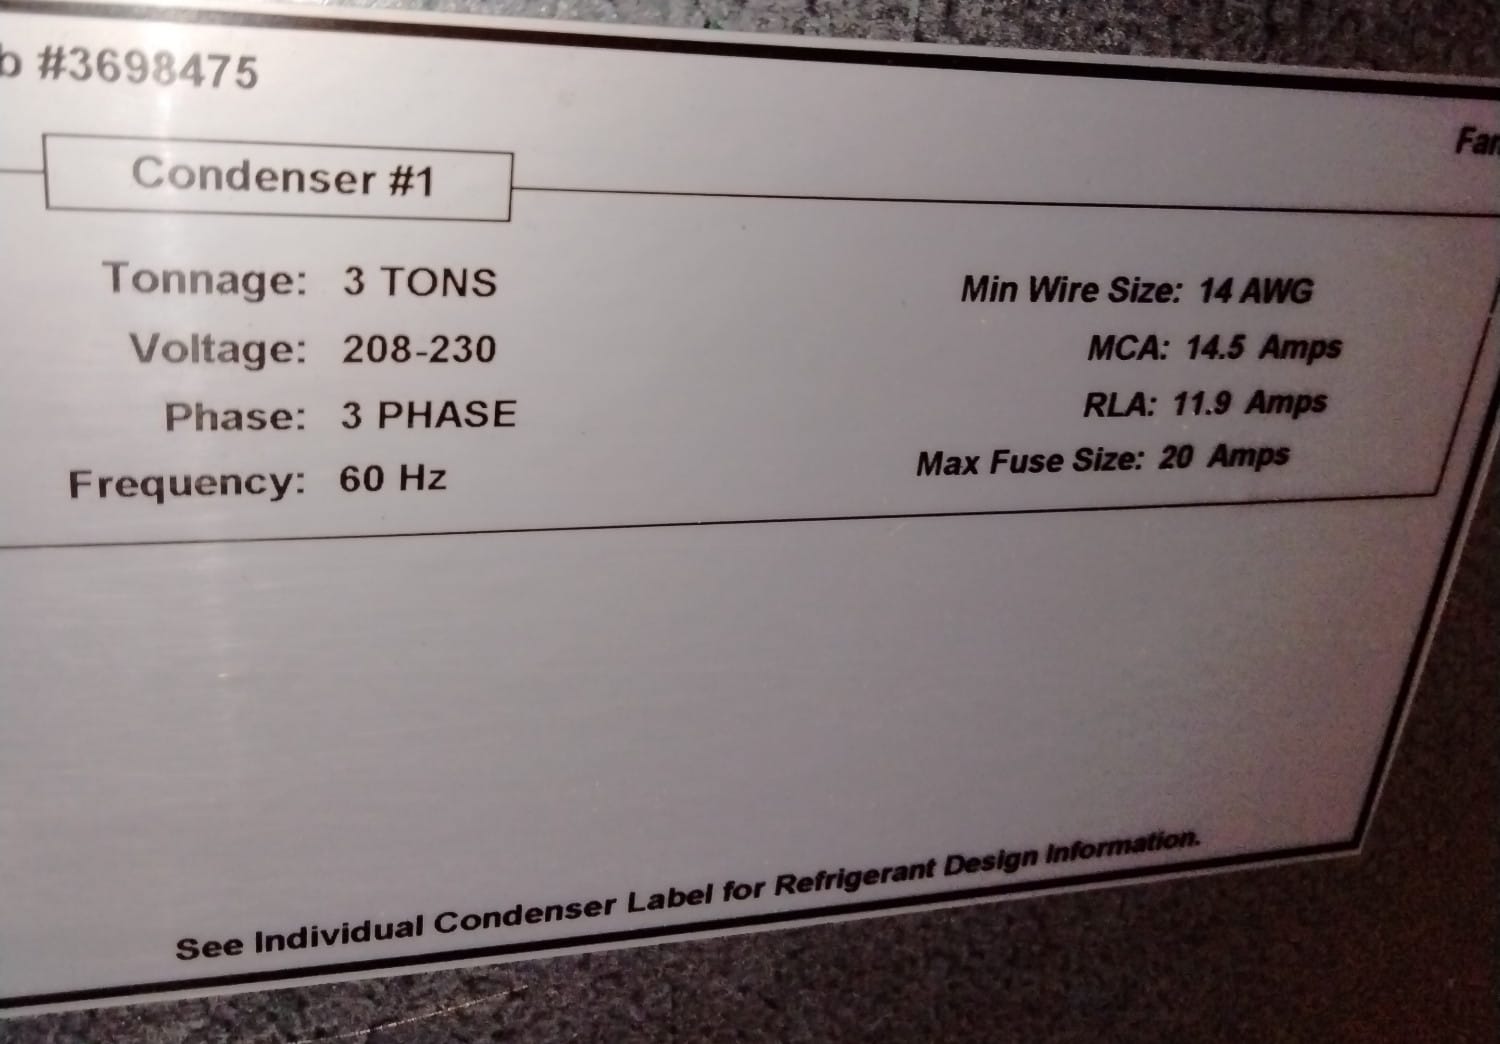 b #3698475
Fan
Condenser #1
Tonnage: 3 TONS
Voltage: 208-230
Phase: 3 PHASE
Frequency: 60 Hz
Min Wire Size: 14 AWG
MCA: 14.5 Amps
RLA: 11.9 Amps
Max Fuse Size: 20 Amps
See Individual Condenser Label for Refrigerant Design Information.